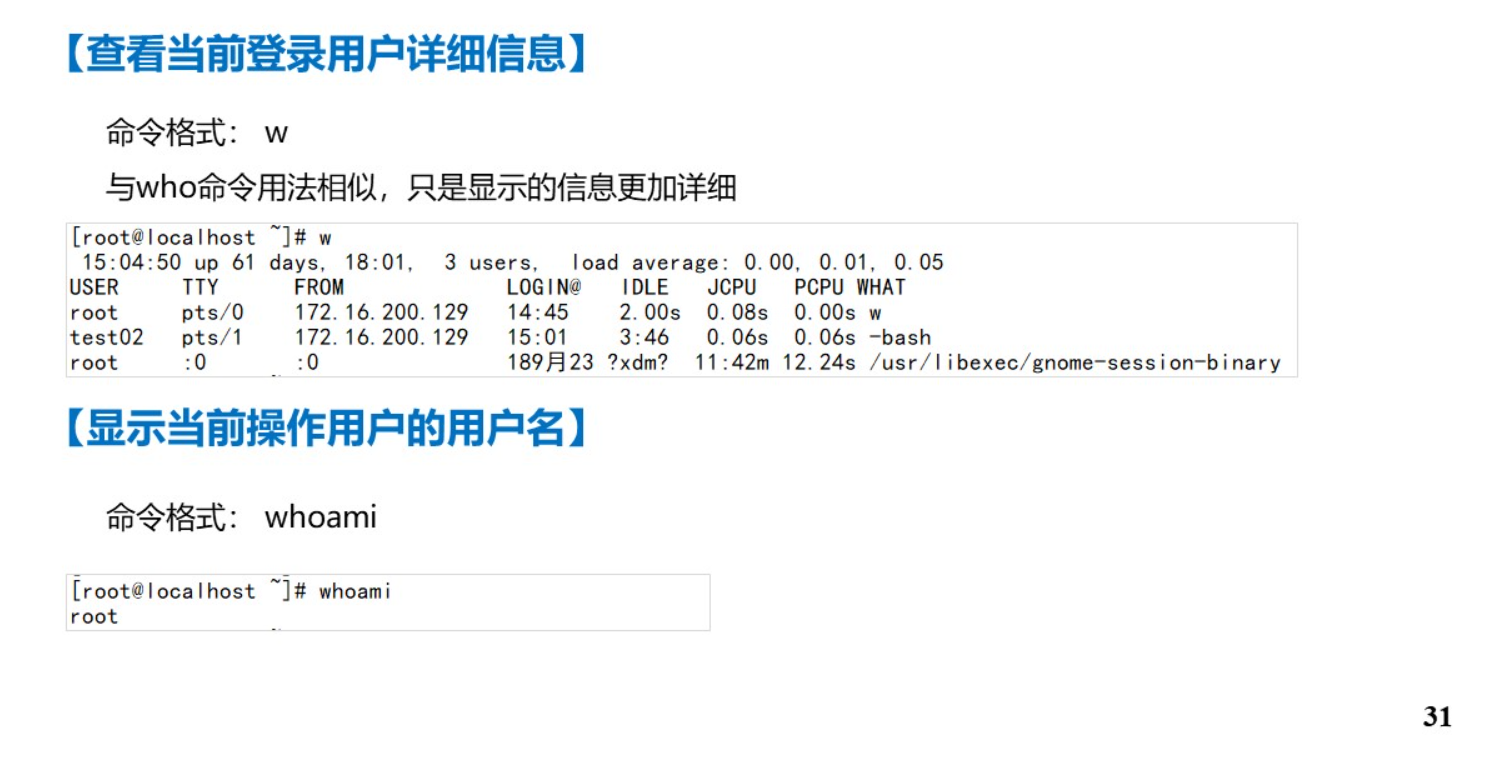 【查看当前登录用户详细信息】
命令格式： w
与who命令用法相似，只是显示的信息更加详细
[root@localhost ~]# w
15:04:50 up 61 days, 18:01, 3 users, load average: 0.00, 0.01, 0.05
USER TTY FROM LOGIN@ IDLE JCPU PCPU WHAT
root pts/0 172.16.200.129 14:45 2.00s 0.08s 0.00s w
test02 pts/1 172.16.200.129 15:01 3:46 0.06s 0.06s -bash
root :0 :0 189月23 ?xdm? 11:42m 12.24s /usr/libexec/gnome-session-binary
【显示当前操作用户的用户名】
命令格式： whoami
[root@localhost ~]# whoami
root
31